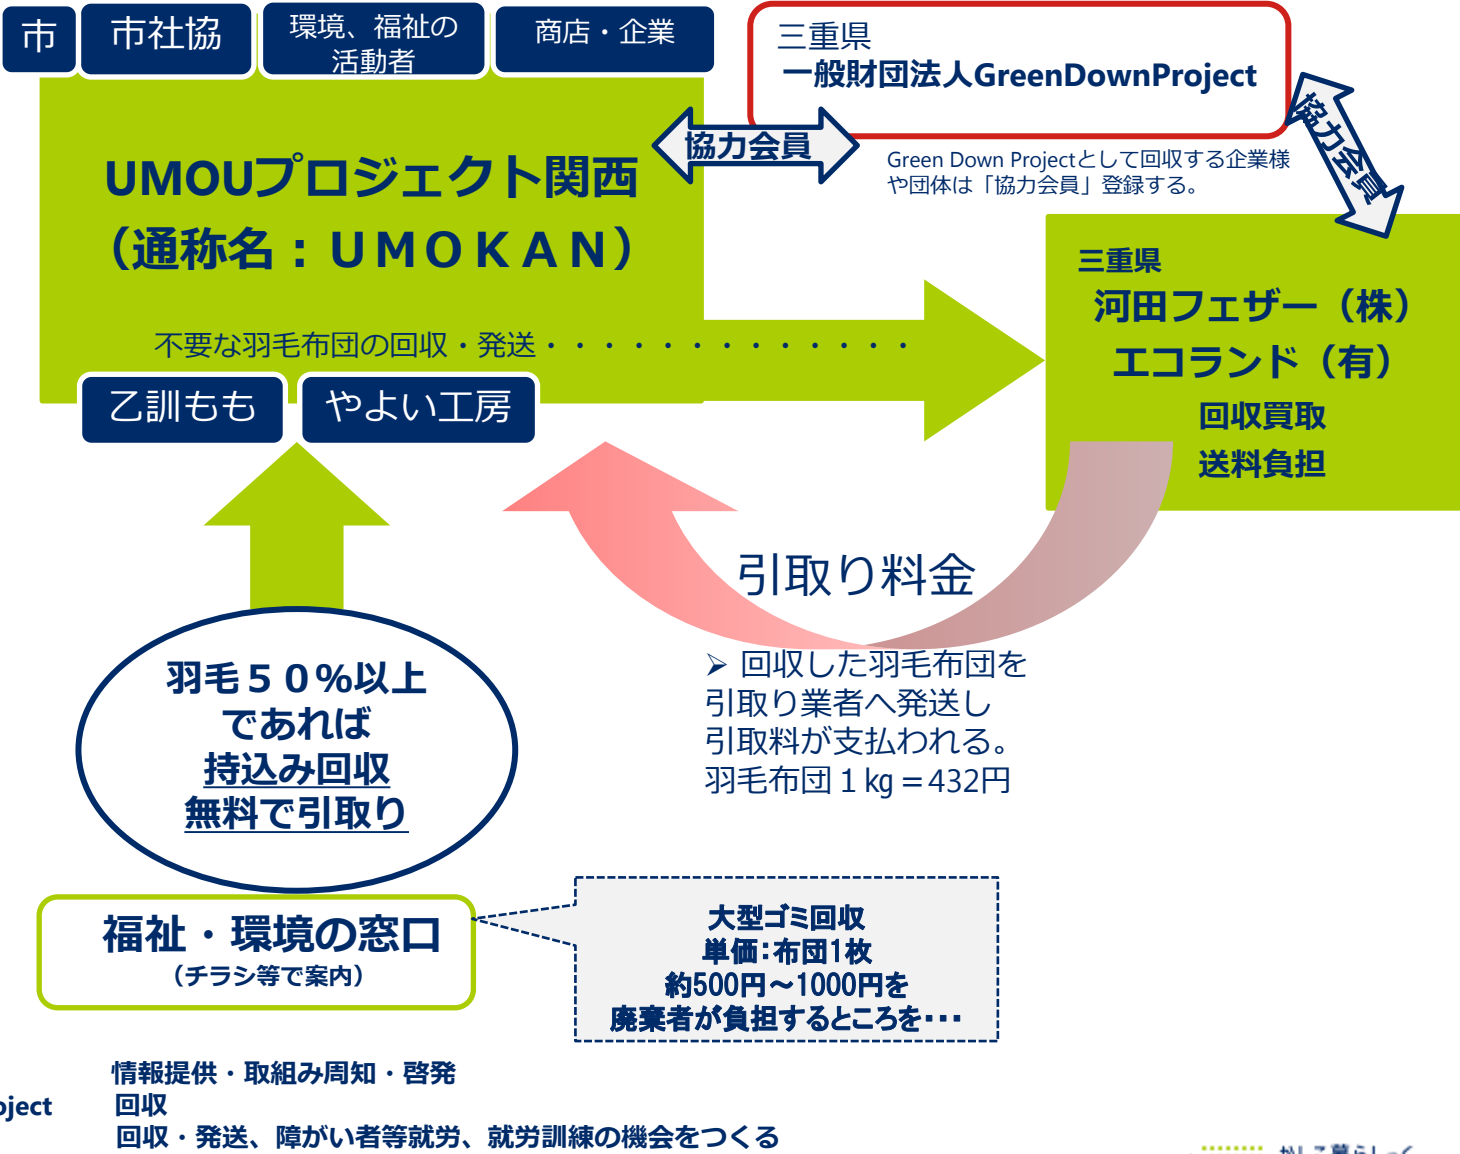 市
市社協
環境、福祉の
活動者
商店・企業
三重県
一般財団法人GreenDownProject
協力会員
協力会員
Green Down Projectとして回収する企業様
や団体は「協力会員」登録する。
UMOUプロジェクト関西
（通称名：ＵＭＯＫＡＮ）
不要な羽毛布団の回収・発送・・・・・・・・・・・・・
乙訓もも
やよい工房
三重県
河田フェザー（株）
エコランド（有）
回収買取
送料負担
引取り料金
➢ 回収した羽毛布団を
引取り業者へ発送し
引取料が支払われる。
羽毛布団１㎏＝432円
羽毛５０％以上
であれば
持込み回収
無料で引取り
福祉・環境の窓口
（チラシ等で案内）
大型ゴミ回収
単価：布団1枚
約500円～1000円を
廃棄者が負担するところを・・・
情報提供・取組み周知・啓発
oject 回収
回収・発送、障がい者等就労、就労訓練の機会をつくる